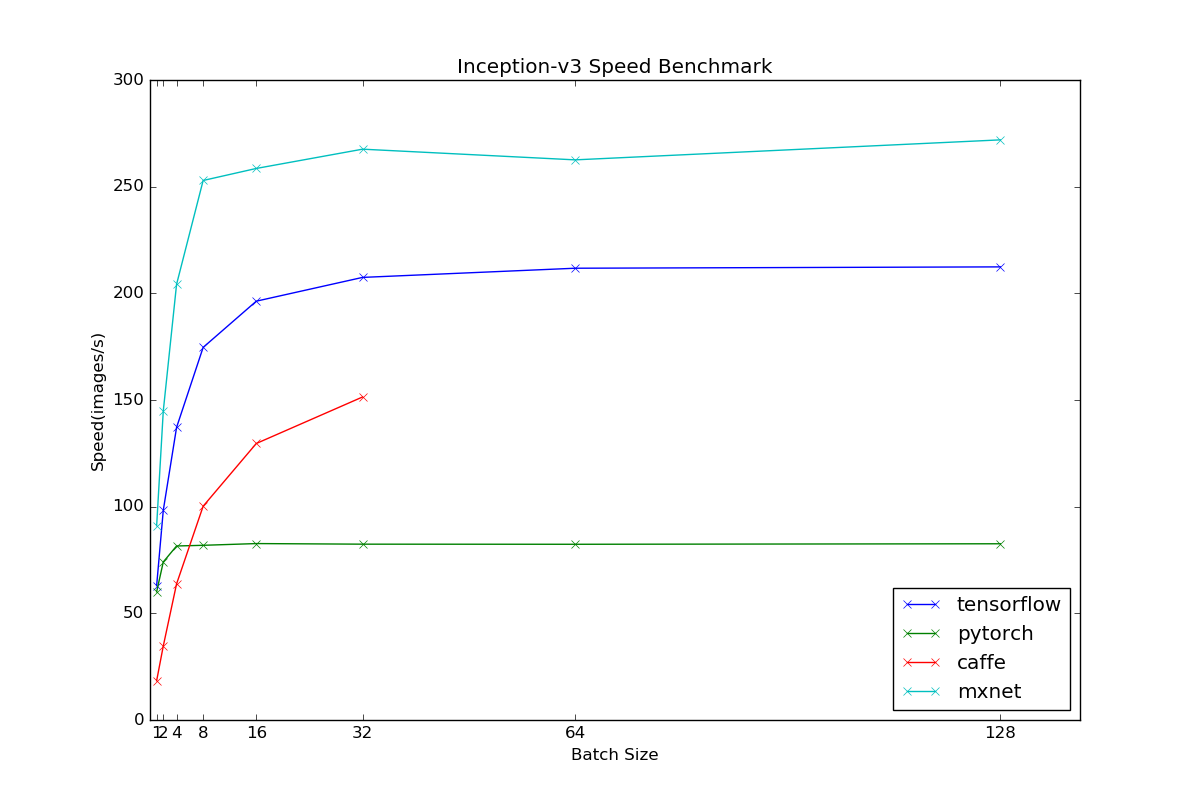 Inception-v3 Speed Benchmark
300
250
200
150
100
50
0
Speed(images/s)
1 2 4 8 16 32 64 128
Batch Size
tensorflow
pytorch
caffe
mxnet